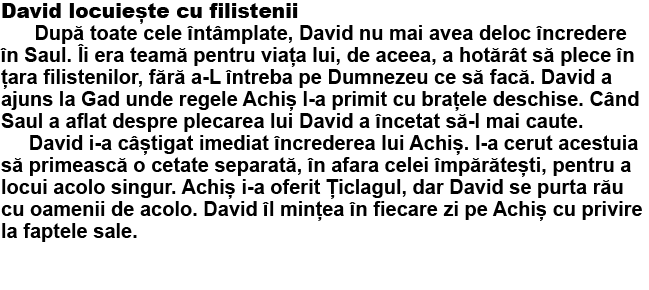 David locuiește cu filistenii
După toate cele întâmplate, David nu mai avea deloc încredere
în Saul. Îi era teamă pentru viața lui, de aceea, a hotărât să plece în
țara filistenilor, fără a-L întreba pe Dumnezeu ce să facă. David a
ajuns la Gad unde regele Achiș l-a primit cu brațele deschise. Când
Saul a aflat despre plecarea lui David a încetat să-l mai caute.
David i-a câștigat imediat încrederea lui Achiș. I-a cerut acestuia
să primească o cetate separată, în afara celei împărătești, pentru a
locui acolo singur. Achiș i-a oferit Țiclagul, dar David se purta rău
cu oamenii de acolo. David îl mințea în fiecare zi pe Achiș cu privire
la faptele sale.